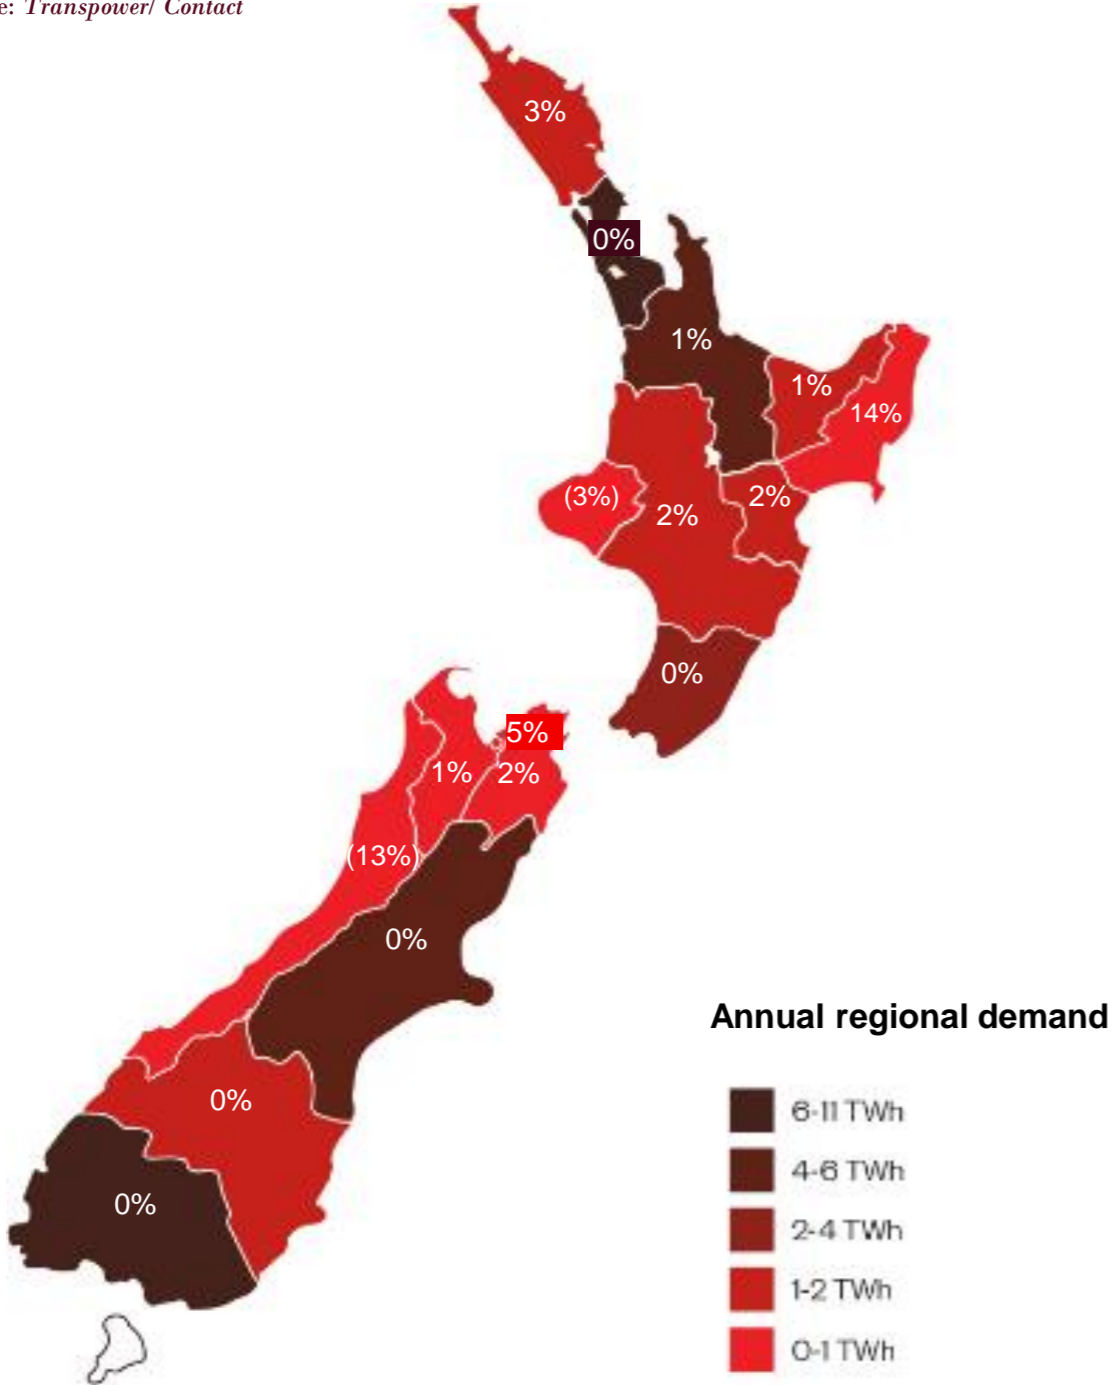 e: Transpower/ Contact
3%
0%
1%
1%
14%
(3%)
2%
2%
0%
5%
1%
2%
(13%)
0%
Annual regional demand
0%
6-11 TWh
4-6 TWh
0%
2-4 TWh
1-2 TWh
0-1 TWh